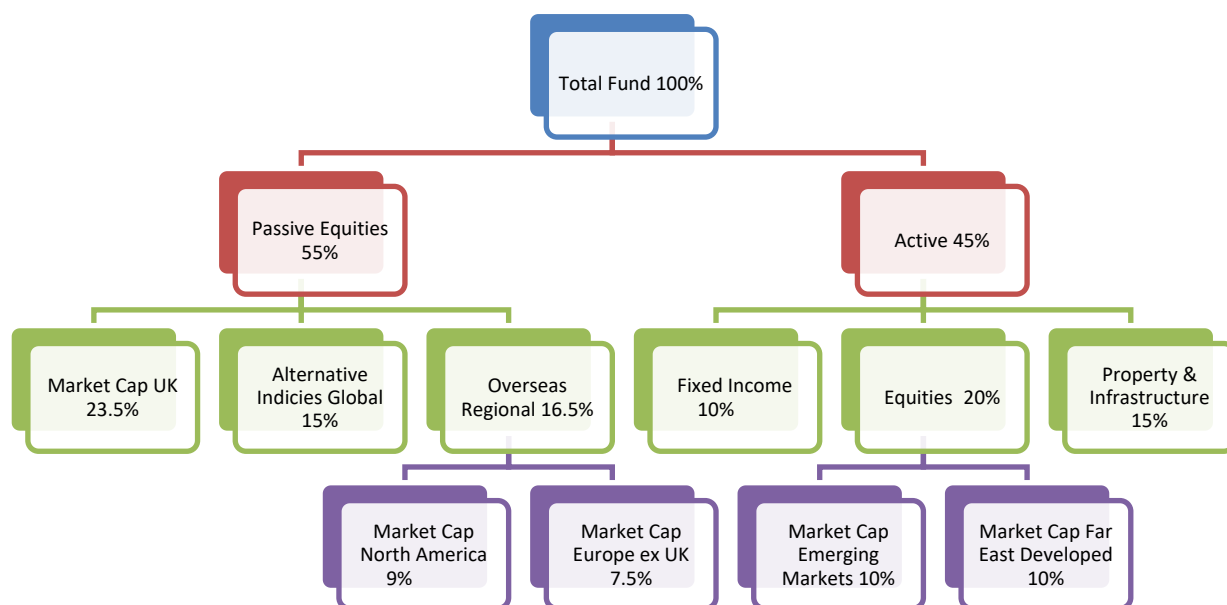 Total Fund 100%
Passive Equities
55%
Active 45%
Market Cap UK
23.5%
Alternative
Indicies Global
15%
Overseas
Regional 16.5%
Fixed Income
10%
Equities 20%
Property &
Infrastructure
15%
Market Cap
North America
9%
Market Cap
Europe ex UK
7.5%
Market Cap
Emerging
Markets 10%
Market Cap Far
East Developed
10%